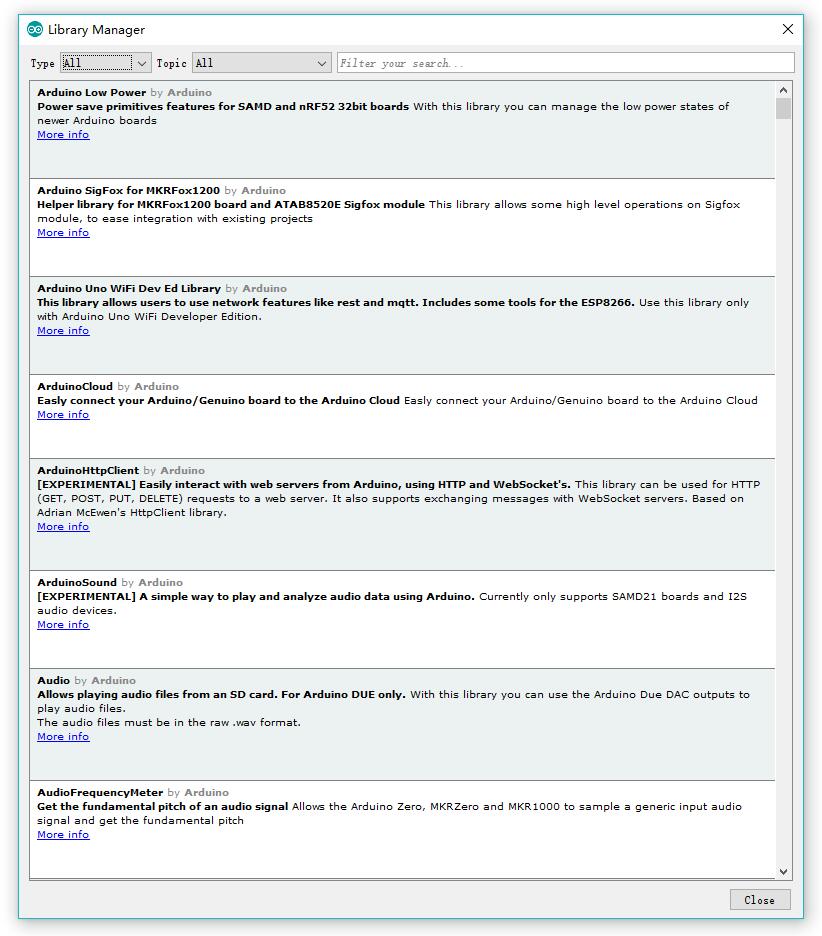 Library Manager
Type All Topic All Filter your search...
Arduino Low Power by Arduino
Power save primitives features for SAMD and nRF52 32bit boards With this library you can manage the low power states of
newer Arduino boards
More info
Arduino SigFox for MKRFox1200 by Arduino
Helper library for MKRFox1200 board and ATAB8520E Sigfox module This library allows some high level operations on Sigfox
module, to ease integration with existing projects
More info
Arduino Uno WiFi Dev Ed Library by Arduino
This library allows users to use network features like rest and mqtt. Includes some tools for the ESP8266. Use this library only
with Arduino Uno WiFi Developer Edition.
More info
ArduinoCloud by Arduino
Easly connect your Arduino/Genuino board to the Arduino Cloud Easly connect your Arduino/Genuino board to the Arduino Cloud
More info
ArduinoHttpClient by Arduino
[EXPERIMENTAL] Easily interact with web servers from Arduino, using HTTP and WebSocket's. This library can be used for HTTP
(GET, POST, PUT, DELETE) requests to a web server. It also supports exchanging messages with WebSocket servers. Based on
Adrian McEwen's HttpClient library.
More info
ArduinoSound by Arduino
[EXPERIMENTAL] A simple way to play and analyze audio data using Arduino. Currently only supports SAMD21 boards and I2S
audio devices.
More info
Audio by Arduino
Allows playing audio files from an SD card. For Arduino DUE only. With this library you can use the Arduino Due DAC outputs to
play audio files.
The audio files must be in the raw .wav format.
More info
AudioFrequencyMeter by Arduino
Get the fundamental pitch of an audio signal Allows the Arduino Zero, MKRZero and MKR1000 to sample a generic input audio
signal and get the fundamental pitch
More info
Close